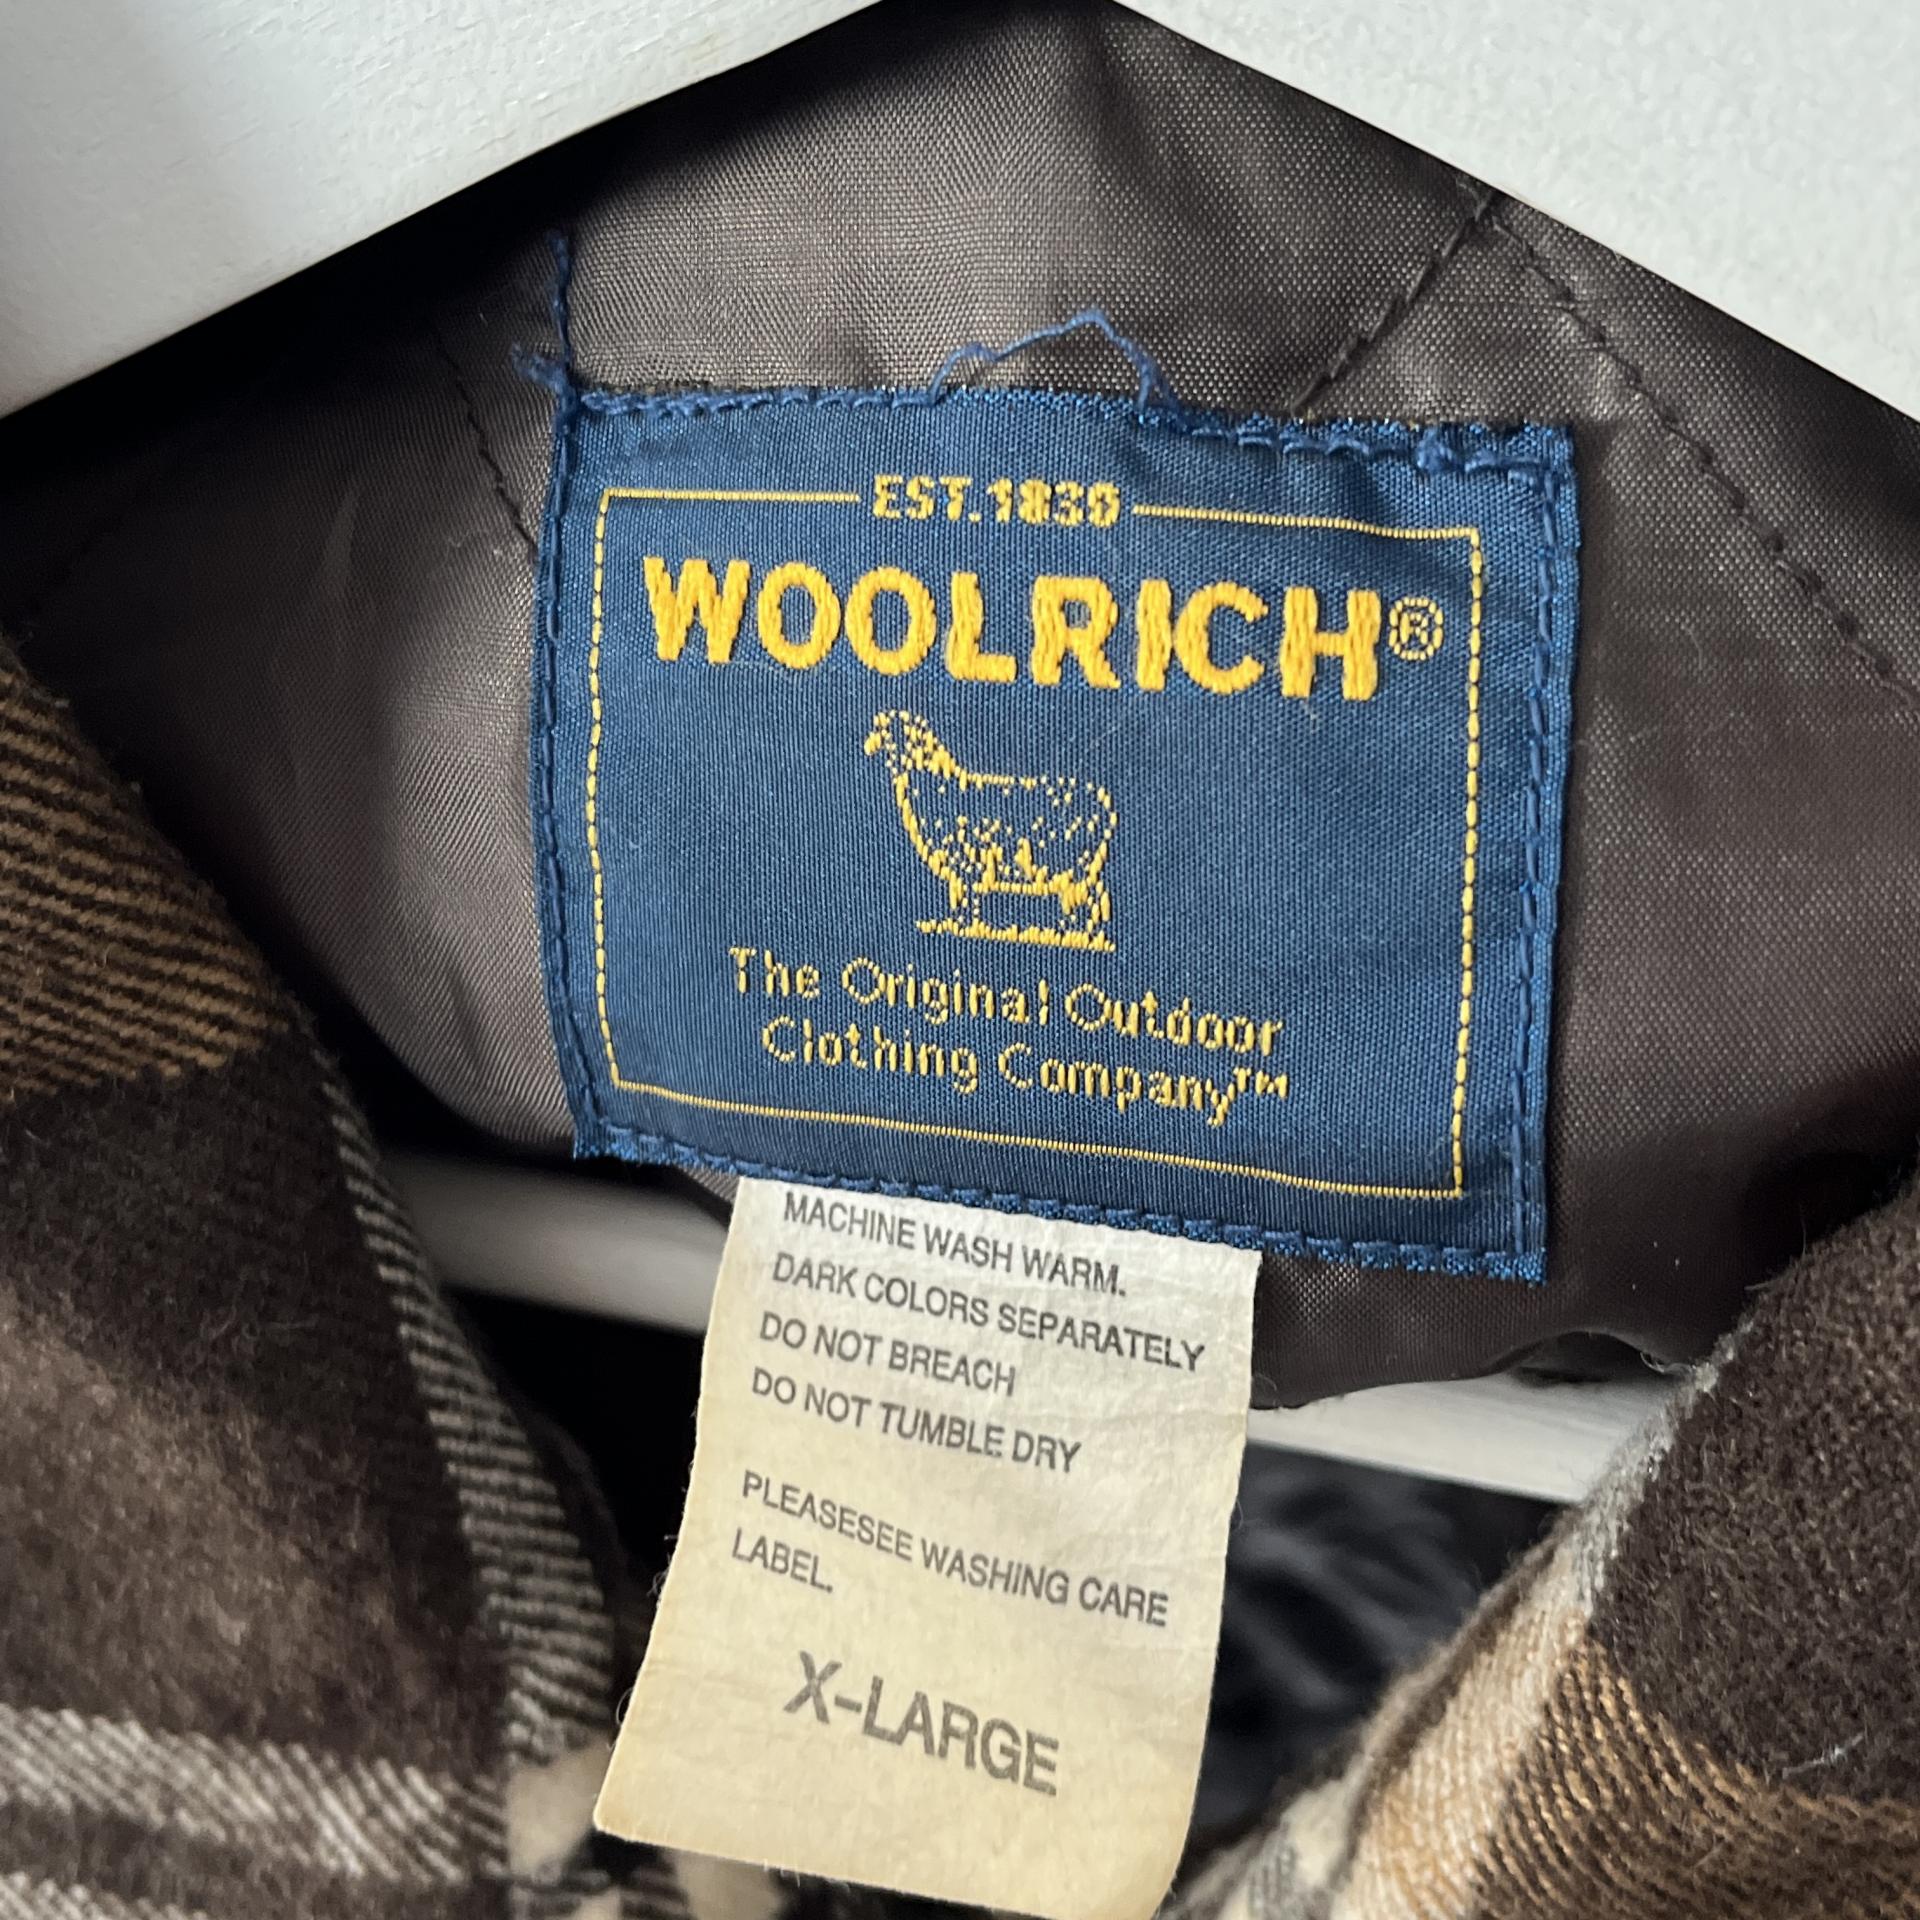 EST. 1830
WOOLRICH®
The Original Outdoor
Clothing Company™
MACHINE WASH WARM.
DARK COLORS SEPARATELY
DO NOT BREACH
DO NOT TUMBLE DRY
PLEASESEE WASHING CARE
LABEL.
X-LARGE